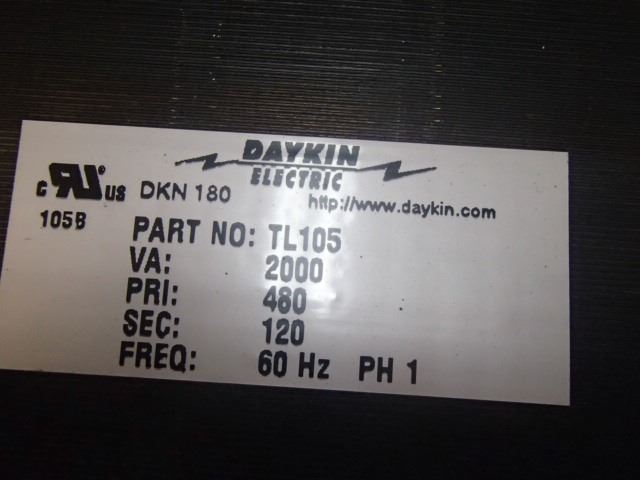 DAYKIN
ELECTRIC
c RU us DKN 180
http://www.daykin.com
105B
PART NO: TL105
VA: 2000
PRI: 480
SEC: 120
FREQ: 60 Hz PH 1